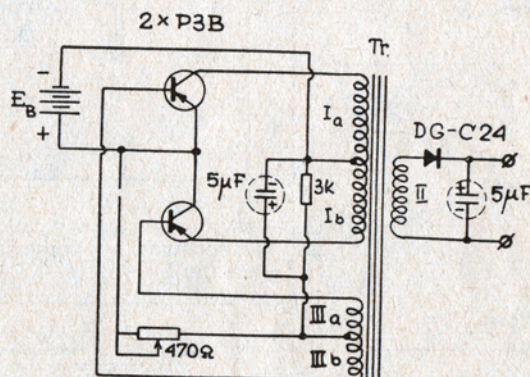 2 × P3B
Tr.
−
E_B
+
I_a
I_b
5μF
−
+
3k
DG-C24
II
+
5μF
III_a
III_b
470Ω